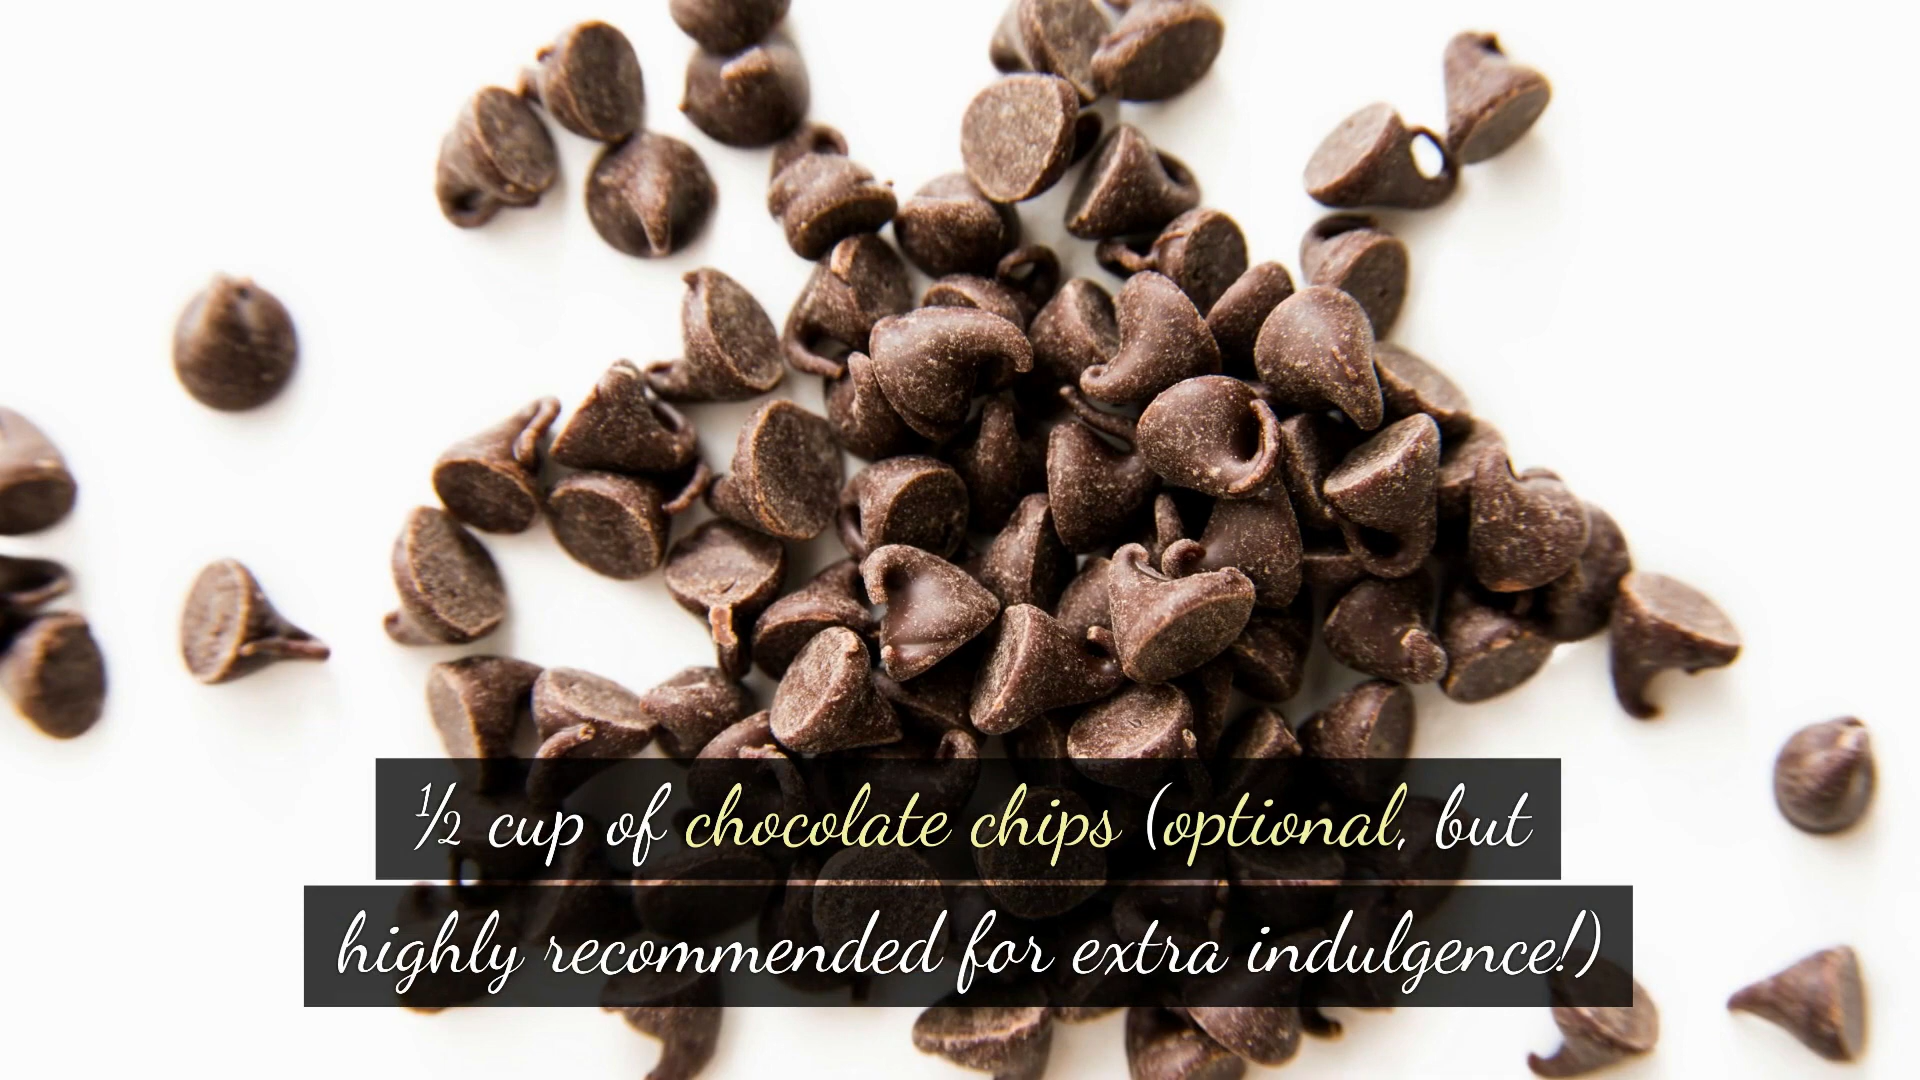 ½ cup of chocolate chips (optional, but
highly recommended for extra indulgence!)